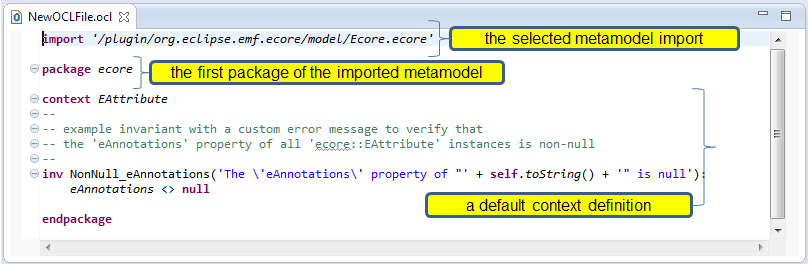 NewOCLFile.ocl
import '/plugin/org.eclipse.emf.ecore/model/Ecore.ecore'
the selected metamodel import
package ecore
the first package of the imported metamodel
context EAttribute
--
-- example invariant with a custom error message to verify that
-- the 'eAnnotations' property of all 'ecore::EAttribute' instances is non-null
--
inv NonNull_eAnnotations('The \'eAnnotations\' property of "' + self.toString() + '" is null'):
eAnnotations <> null
a default context definition
endpackage